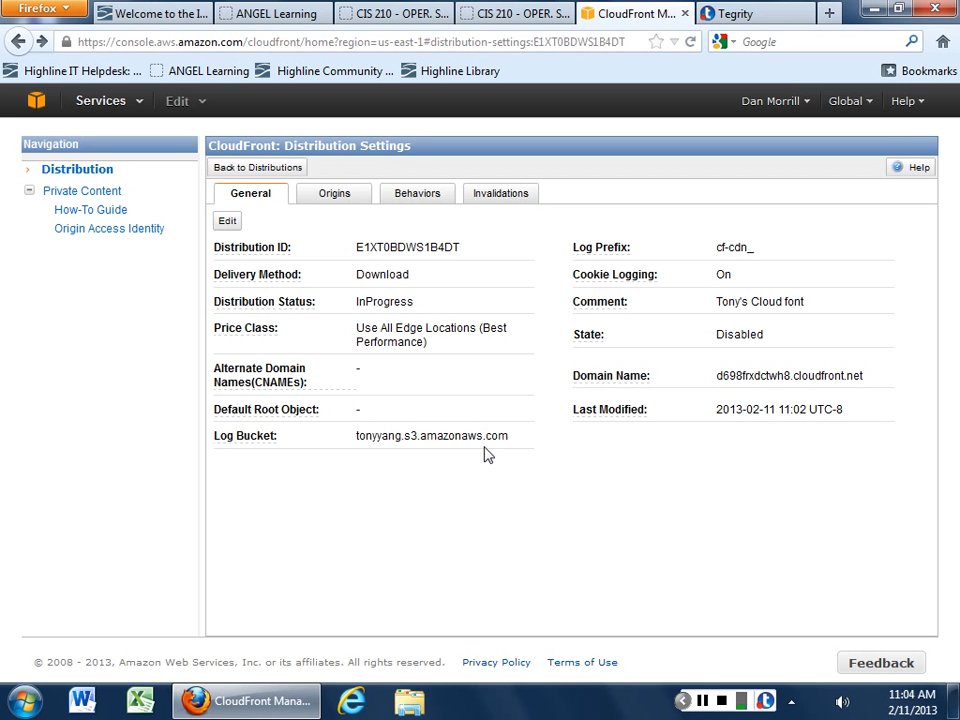 Firefox
Welcome to the I...
ANGEL Learning
CIS 210 - OPER. S...
CIS 210 - OPER. S...
CloudFront M...
Tegrity
https://console.aws.amazon.com/cloudfront/home?region=us-east-1#distribution-settings:E1XT0BDWS1B4DT
Google
Highline IT Helpdesk: ...
ANGEL Learning
Highline Community ...
Highline Library
Bookmarks
Services
Edit
Dan Morrill
Global
Help
Navigation
Distribution
Private Content
How-To Guide
Origin Access Identity
CloudFront: Distribution Settings
Back to Distributions
Help
General
Origins
Behaviors
Invalidations
Edit
Distribution ID: E1XT0BDWS1B4DT
Delivery Method: Download
Distribution Status: InProgress
Price Class: Use All Edge Locations (Best
Performance)
Alternate Domain
Names(CNAMEs): -
Default Root Object: -
Log Bucket: tonyyang.s3.amazonaws.com
Log Prefix: cf-cdn_
Cookie Logging: On
Comment: Tony's Cloud font
State: Disabled
Domain Name: d698frxdctwh8.cloudfront.net
Last Modified: 2013-02-11 11:02 UTC-8
© 2008 - 2013, Amazon Web Services, Inc. or its affiliates. All rights reserved.
Privacy Policy
Terms of Use
Feedback
CloudFront Mana...
11:04 AM
2/11/2013